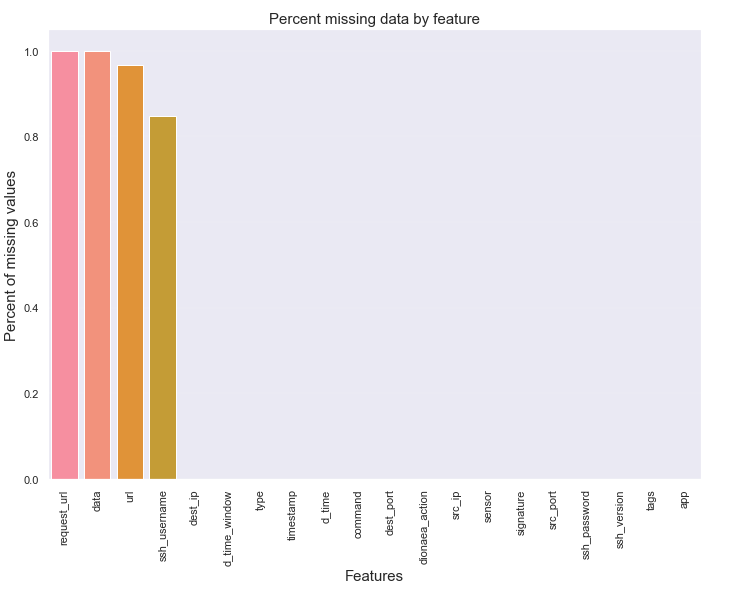 Percent missing data by feature
Percent of missing values
1.0
0.8
0.6
0.4
0.2
0.0
request_url
data
url
ssh_username
dest_ip
d_time_window
type
timestamp
d_time
command
dest_port
dionaea_action
src_ip
sensor
signature
src_port
ssh_password
ssh_version
tags
app
Features